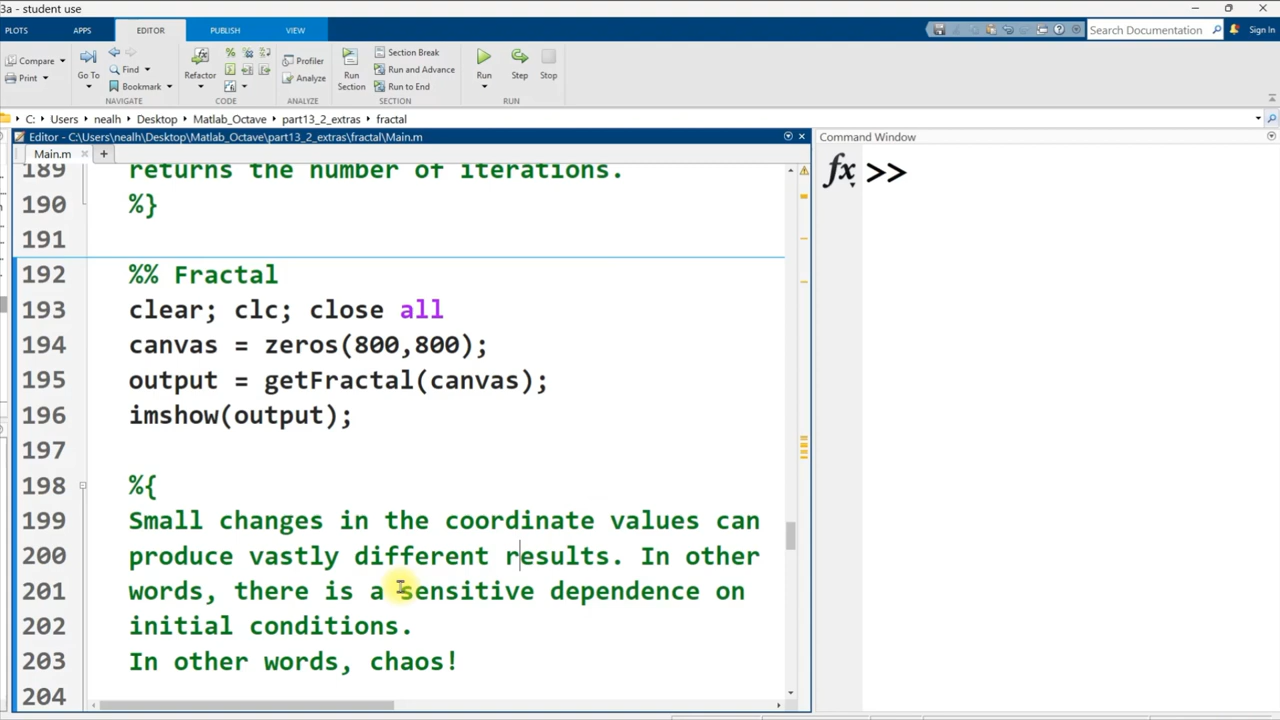 3a - student use
PLOTS APPS EDITOR PUBLISH VIEW
Search Documentation
Sign In
Compare
Print
Go To
Find
Bookmark
NAVIGATE
Refactor
CODE
Profiler
Analyze
ANALYZE
Run Section
Section Break
Run and Advance
Run to End
SECTION
Run
Step
Stop
RUN
C: Users nealh Desktop Matlab_Octave part13_2_extras fractal
Editor - C:\Users\nealh\Desktop\Matlab_Octave\part13_2_extras\fractal\Main.m
Main.m
189 returns the number of iterations.
190 %}
191
192 %% Fractal
193 clear; clc; close all
194 canvas = zeros(800,800);
195 output = getFractal(canvas);
196 imshow(output);
197
198 %{
199 Small changes in the coordinate values can
200 produce vastly different results. In other
201 words, there is a sensitive dependence on
202 initial conditions.
203 In other words, chaos!
204
Command Window
fx >>